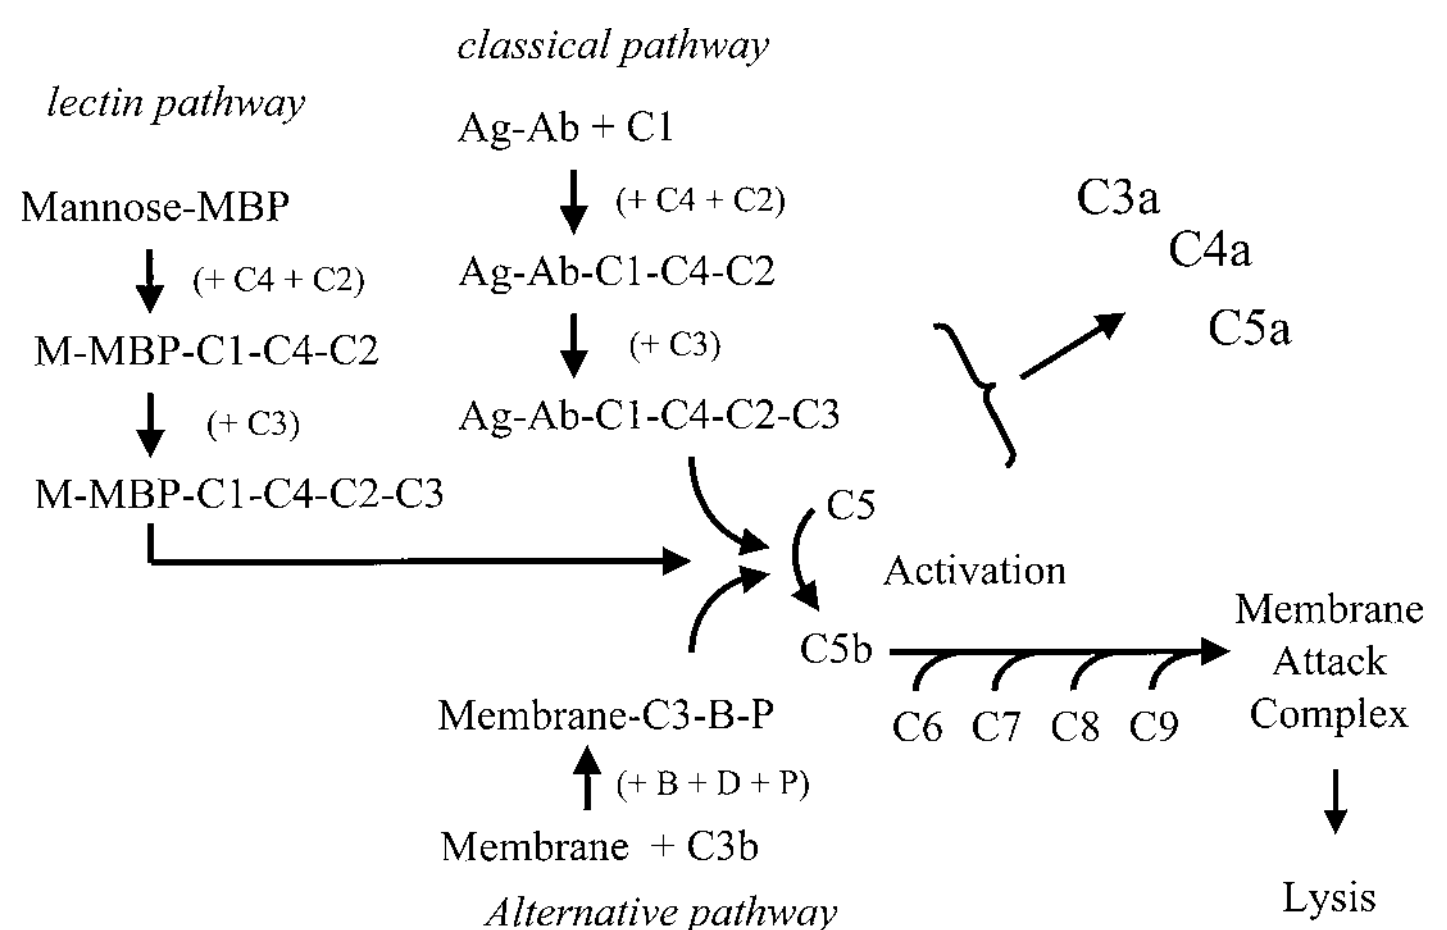 classical pathway
lectin pathway
Ag-Ab + C1
Mannose-MBP
(+ C4 + C2)
(+ C4 + C2)
Ag-Ab-C1-C4-C2
M-MBP-C1-C4-C2
(+ C3)
(+ C3)
Ag-Ab-C1-C4-C2-C3
M-MBP-C1-C4-C2-C3
C3a
C4a
C5a
C5
Activation
C5b
C6 C7 C8 C9
Membrane
Attack
Complex
Lysis
Membrane-C3-B-P
(+ B + D + P)
Membrane + C3b
Alternative pathway